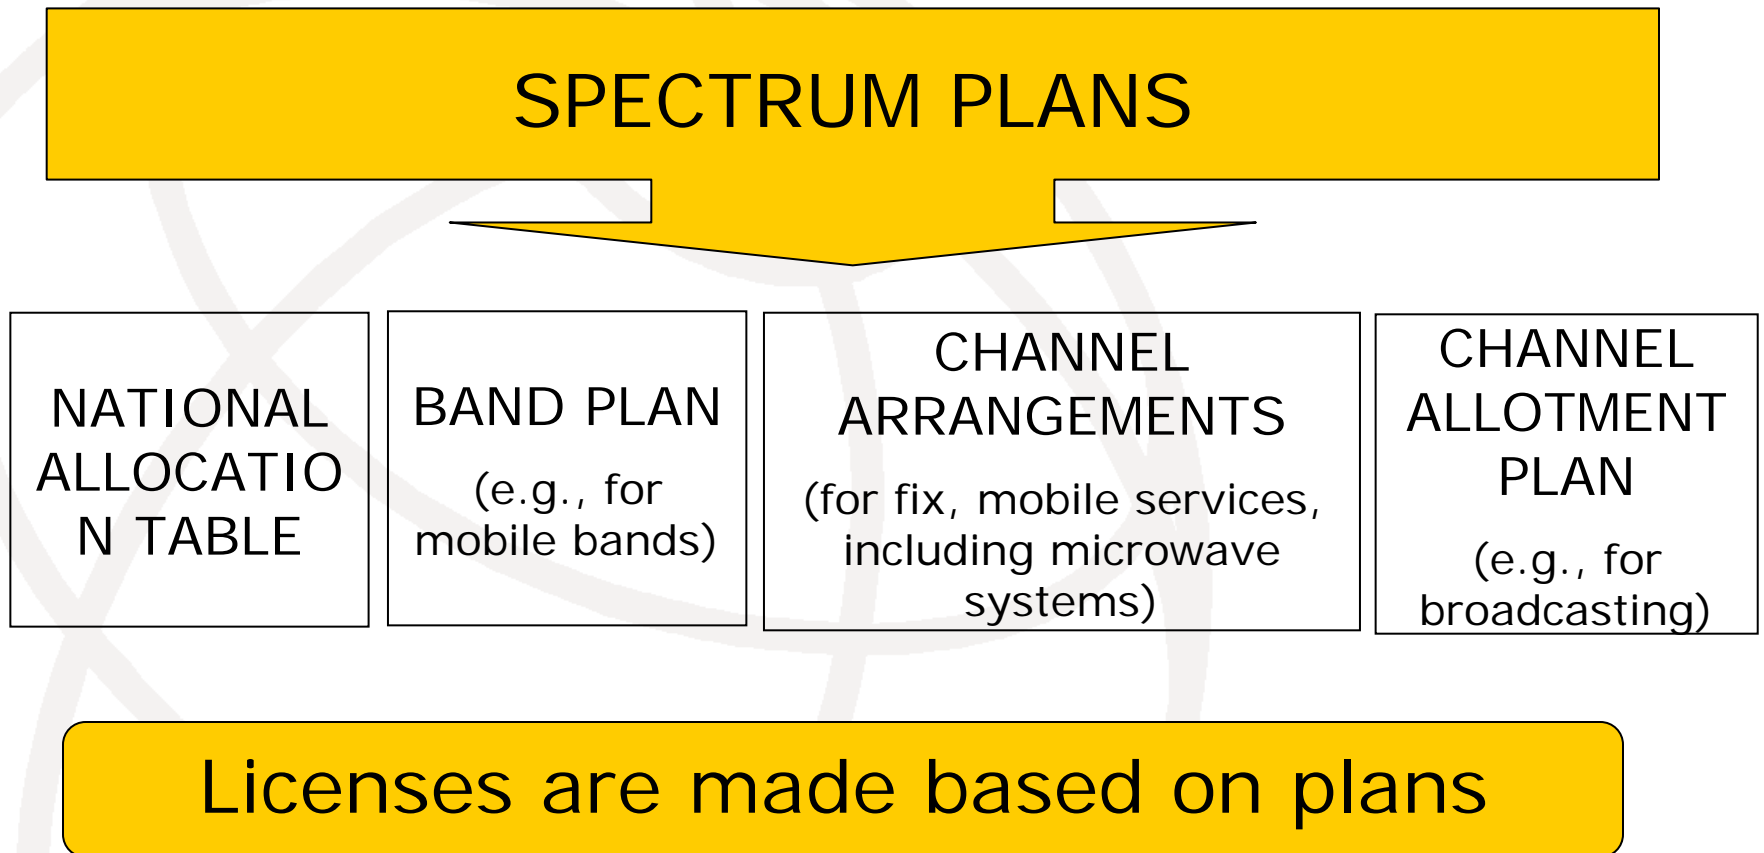 SPECTRUM PLANS
NATIONAL
ALLOCATIO
N TABLE
BAND PLAN
(e.g., for
mobile bands)
CHANNEL
ARRANGEMENTS
(for fix, mobile services,
including microwave
systems)
CHANNEL
ALLOTMENT
PLAN
(e.g., for
broadcasting)
Licenses are made based on plans